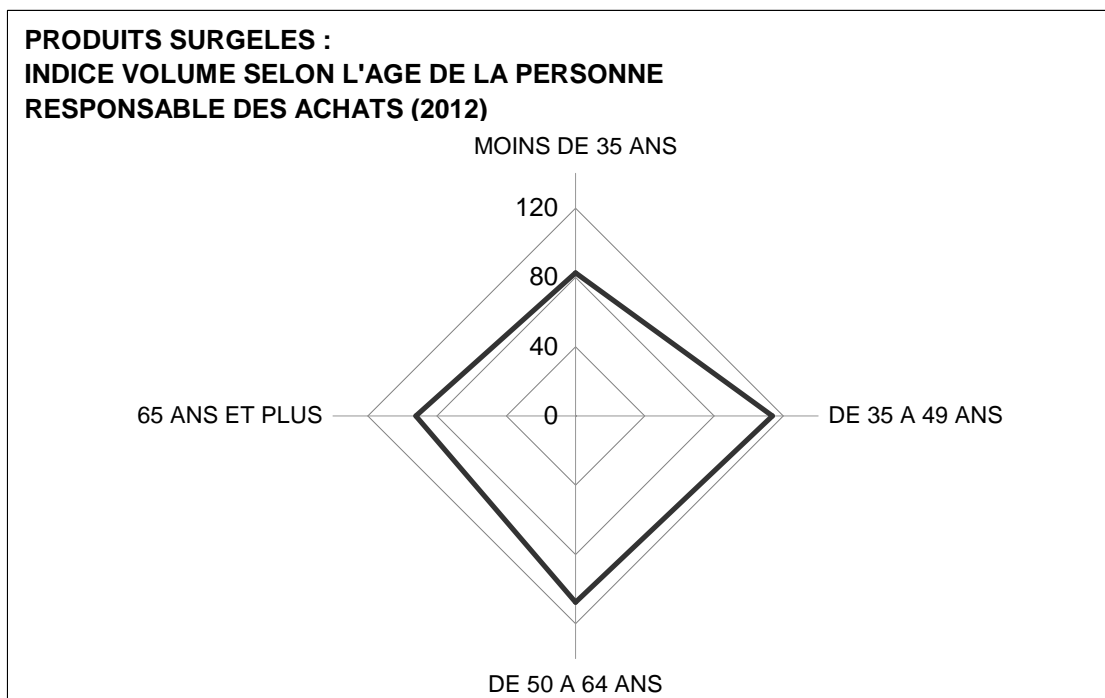 PRODUITS SURGELES :
INDICE VOLUME SELON L'AGE DE LA PERSONNE
RESPONSABLE DES ACHATS (2012)
MOINS DE 35 ANS
120
80
40
65 ANS ET PLUS
0
DE 35 A 49 ANS
DE 50 A 64 ANS